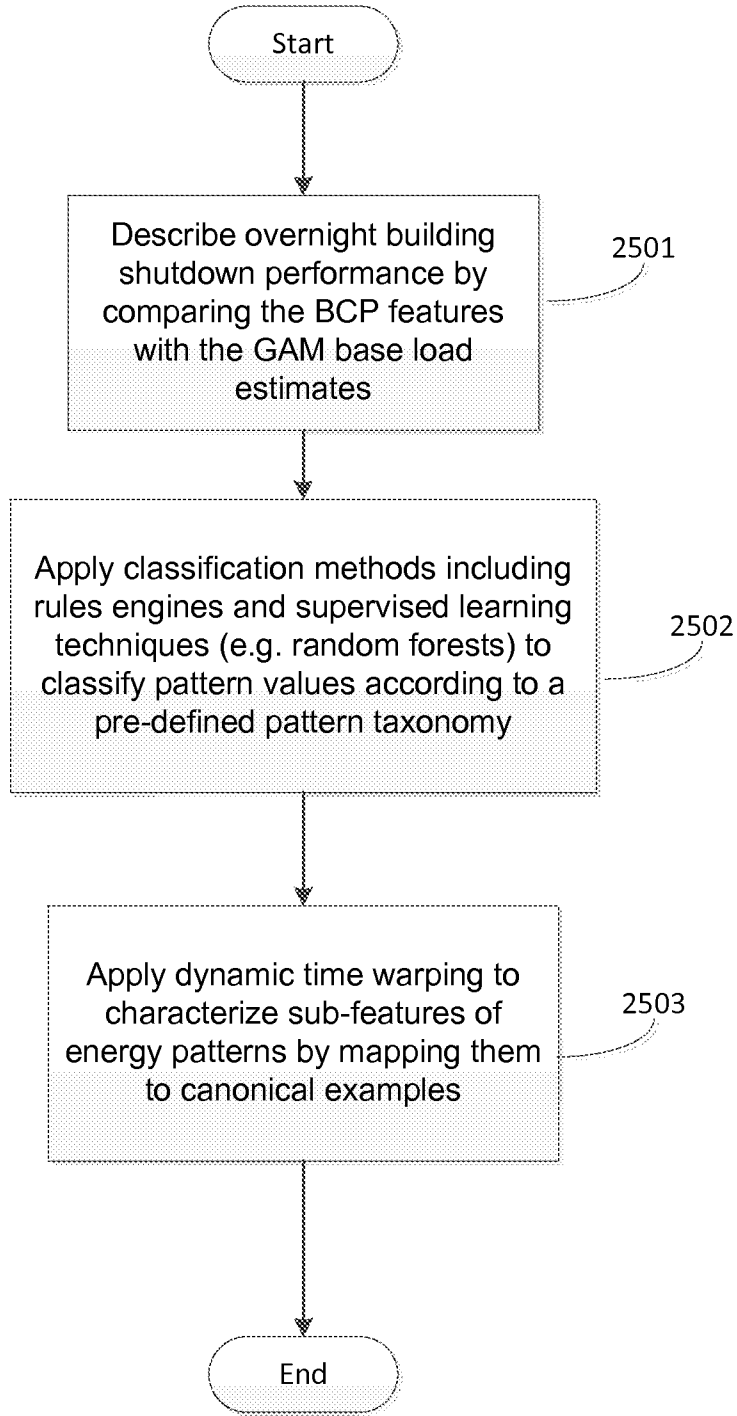 Start
Describe overnight building
shutdown performance by
comparing the BCP features
with the GAM base load
estimates
2501
Apply classification methods including
rules engines and supervised learning
techniques (e.g. random forests) to
classify pattern values according to a
pre-defined pattern taxonomy
2502
Apply dynamic time warping to
characterize sub-features of
energy patterns by mapping them
to canonical examples
2503
End